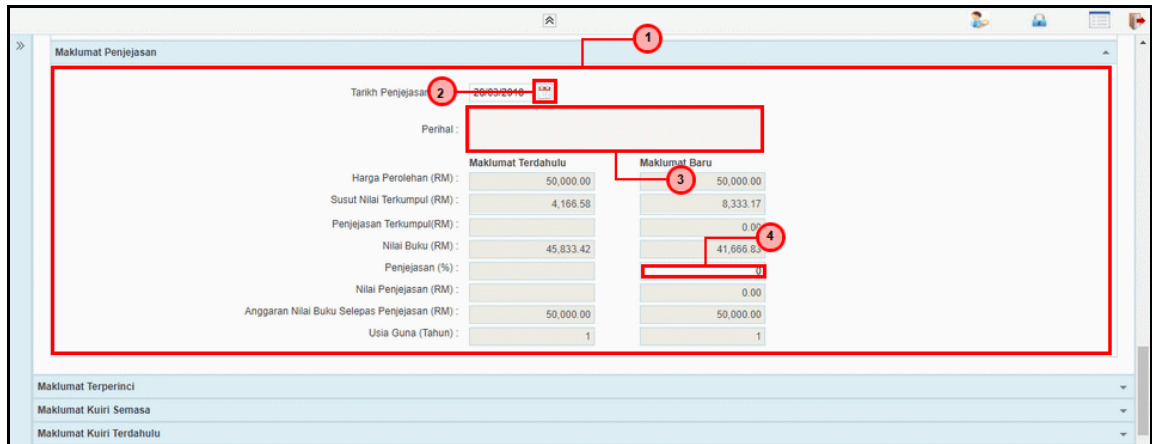 1
Maklumat Penjejasan
Tarikh Penjejasan 2
Perihal :
Maklumat Terdahulu Maklumat Baru
3
Harga Perolehan (RM) : 50,000.00 50,000.00
Susut Nilai Terkumpul (RM) : 4,166.58 8,333.17
Penjejasan Terkumpul(RM) : 0.00
4
Nilai Buku (RM) : 45,833.42 41,666.83
Penjejasan (%) : 0
Nilai Penjejasan (RM) : 0.00
Anggaran Nilai Buku Selepas Penjejasan (RM) : 50,000.00 50,000.00
Usia Guna (Tahun) : 1 1
Maklumat Terperinci
Maklumat Kuiri Semasa
Maklumat Kuiri Terdahulu